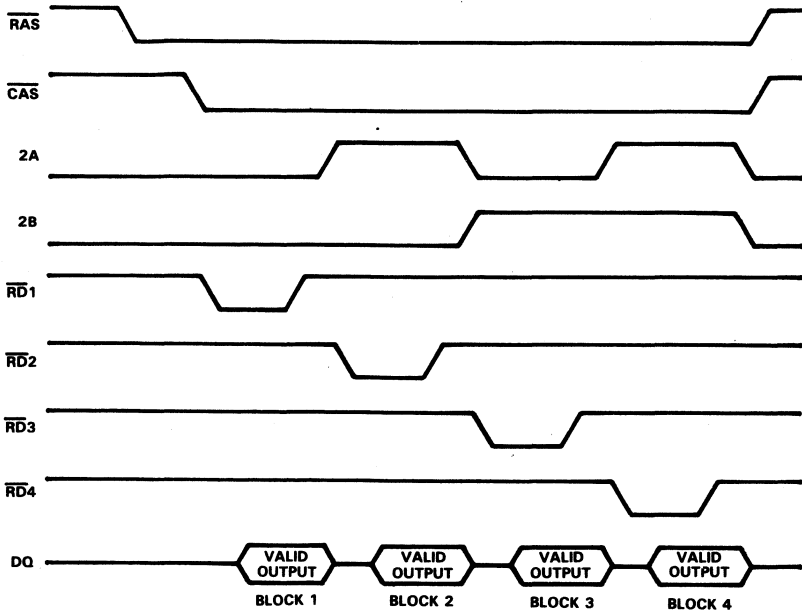 RAS
CAS
2A
2B
RD1
RD2
RD3
RD4
DQ
VALID OUTPUT
VALID OUTPUT
VALID OUTPUT
VALID OUTPUT
BLOCK 1
BLOCK 2
BLOCK 3
BLOCK 4